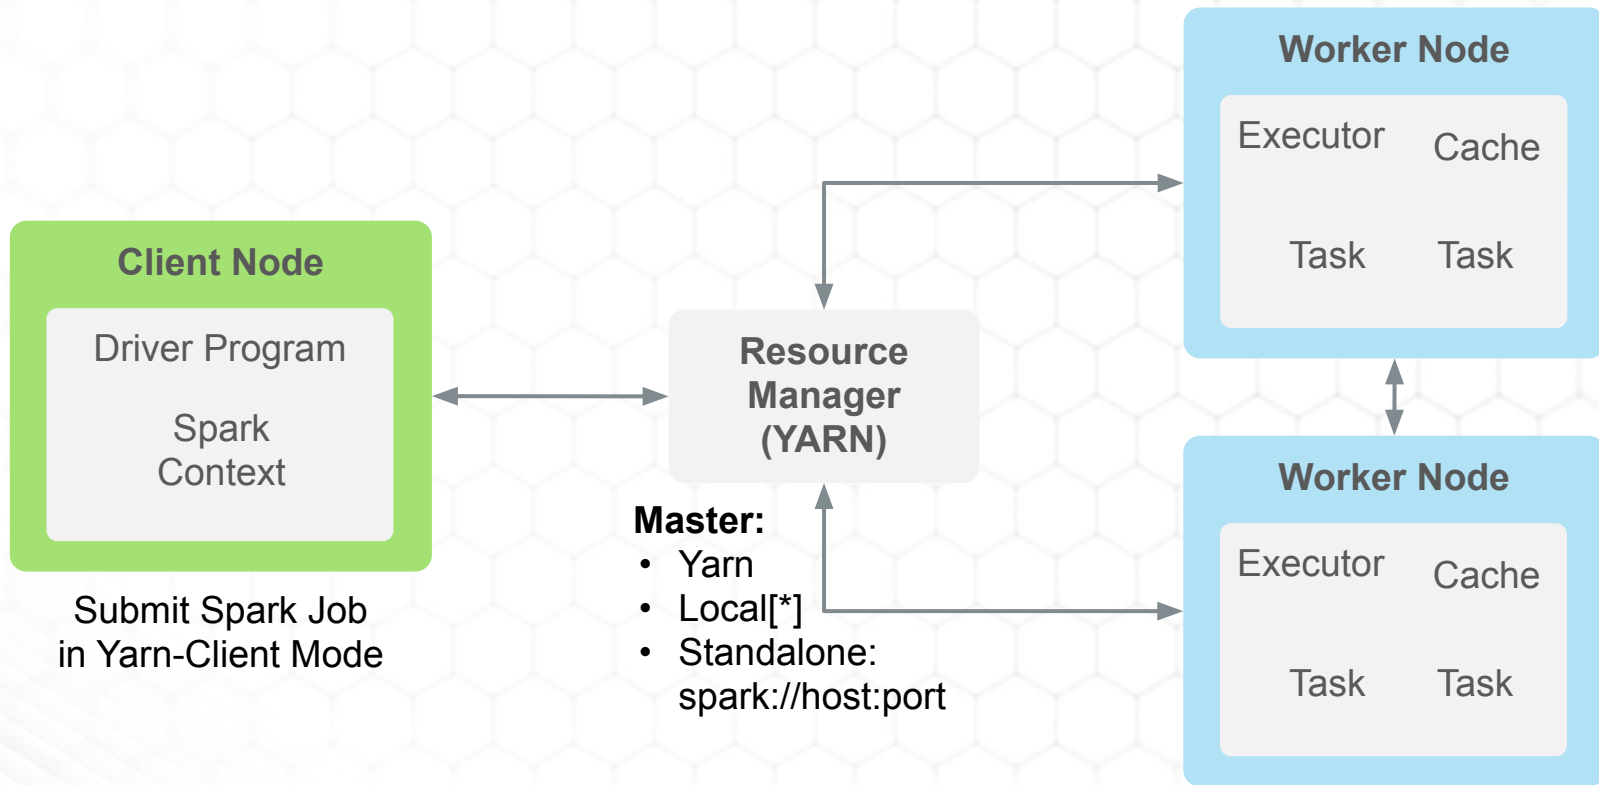 Client Node
Driver Program
Spark
Context
Submit Spark Job
in Yarn-Client Mode
Resource
Manager
(YARN)
Master:
• Yarn
• Local[*]
• Standalone:
spark://host:port
Worker Node
Executor
Cache
Task
Task
Worker Node
Executor
Cache
Task
Task